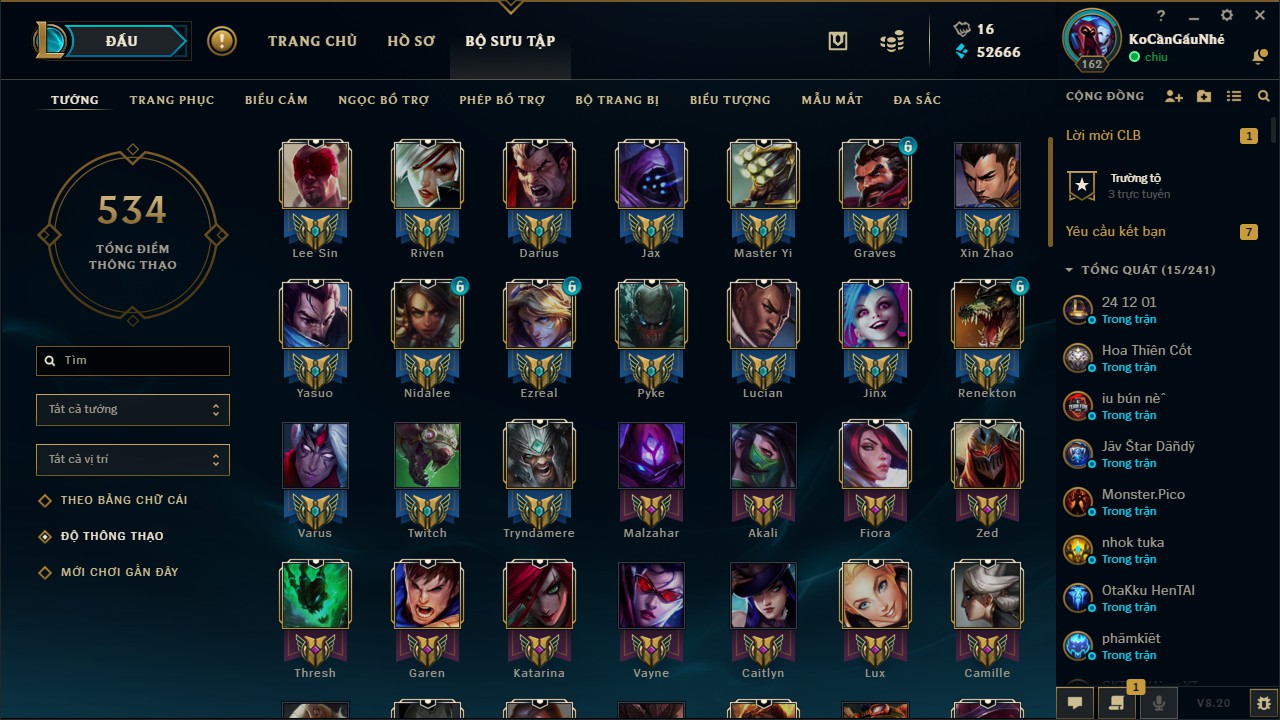 ĐẤU
!
TRANG CHỦ
HỒ SƠ
BỘ SƯU TẬP
16
52666
?
KoCầnGấuNhé
chiu
162
TƯỚNG
TRANG PHỤC
BIỂU CẢM
NGỌC BỔ TRỢ
PHÉP BỔ TRỢ
BỘ TRANG BỊ
BIỂU TƯỢNG
MẪU MẮT
ĐA SẮC
534
TỔNG ĐIỂM
THÔNG THẠO
Tìm
Tất cả tướng
Tất cả vị trí
THEO BẢNG CHỮ CÁI
ĐỘ THÔNG THẠO
MỚI CHƠI GẦN ĐÂY
6
Lee Sin
Riven
Darius
Jax
Master Yi
Graves
Xin Zhao
6
6
6
Yasuo
Nidalee
Ezreal
Pyke
Lucian
Jinx
Renekton
Varus
Twitch
Tryndamere
Malzahar
Akali
Fiora
Zed
Thresh
Garen
Katarina
Vayne
Caitlyn
Lux
Camille
CỘNG ĐỒNG
Lời mời CLB
1
Trường tộ
3 trực tuyến
Yêu cầu kết bạn
7
TỔNG QUÁT (15/241)
24 12 01
Trong trận
Hoa Thiên Cốt
Trong trận
iu bún nè^
Trong trận
Jäv Štar Dāñdÿ
Trong trận
Monster.Pico
Trong trận
nhok tuka
Trong trận
OtaKku HenTAI
Trong trận
phāmkīēt
Trong trận
1
V8.20